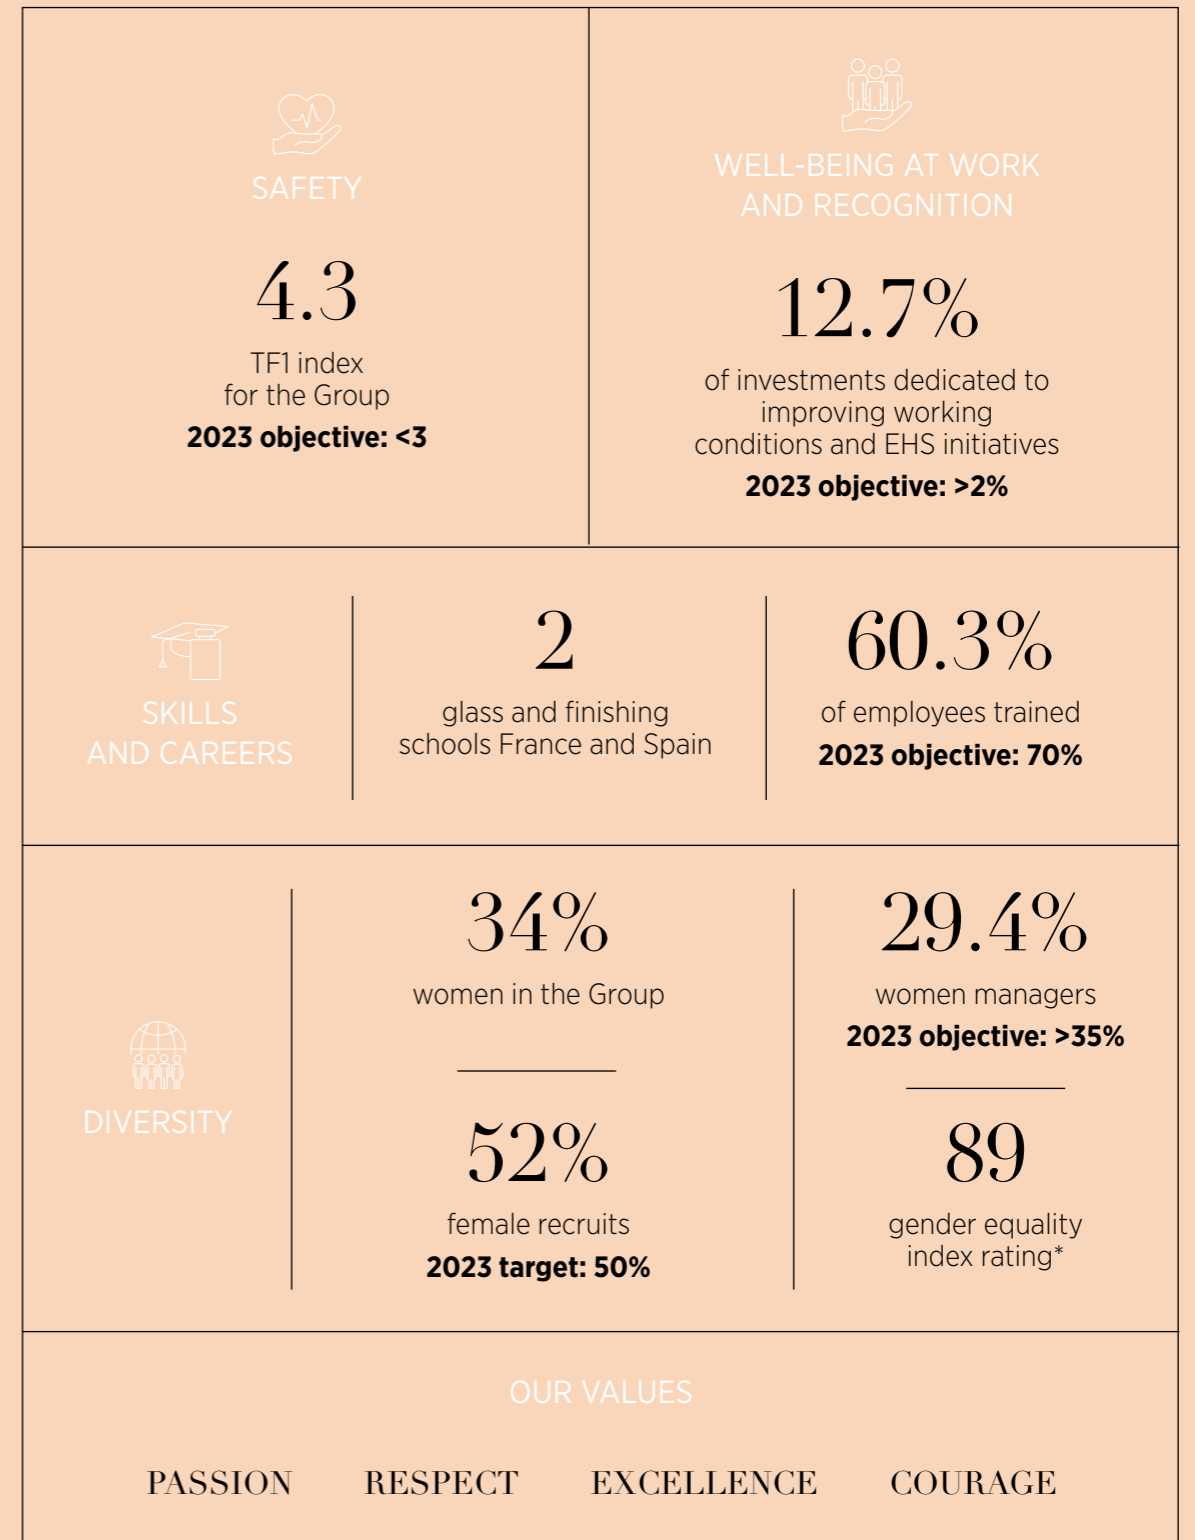 SAFETY
4.3
TF1 index
for the Group
2023 objective: <3
WELL-BEING AT WORK
AND RECOGNITION
12.7%
of investments dedicated to
improving working
conditions and EHS initiatives
2023 objective: >2%
SKILLS
AND CAREERS
2
glass and finishing
schools France and Spain
60.3%
of employees trained
2023 objective: 70%
DIVERSITY
34%
women in the Group
52%
female recruits
2023 target: 50%
29.4%
women managers
2023 objective: >35%
89
gender equality
index rating*
OUR VALUES
PASSION RESPECT EXCELLENCE COURAGE